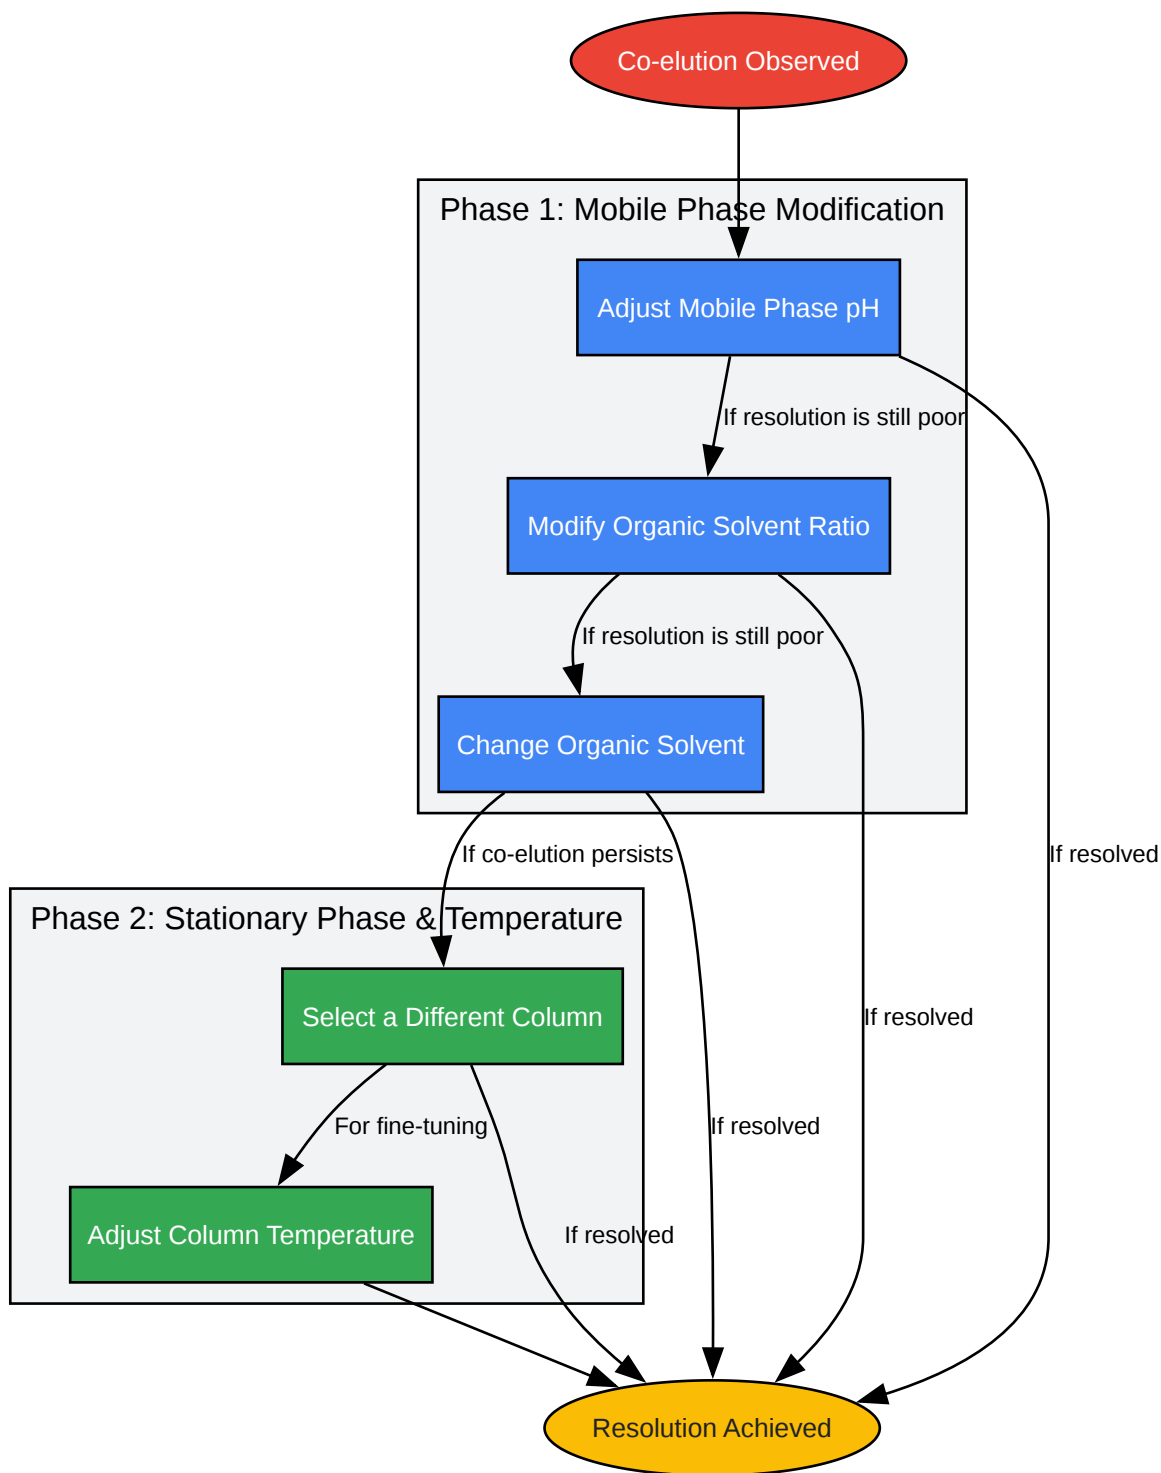 Co-elution Observed
Phase 1: Mobile Phase Modification
Adjust Mobile Phase pH
If resolution is still poor
Modify Organic Solvent Ratio
If resolution is still poor
Change Organic Solvent
If co-elution persists
If resolved
Phase 2: Stationary Phase & Temperature
Select a Different Column
If resolved
For fine-tuning
If resolved
Adjust Column Temperature
If resolved
Resolution Achieved